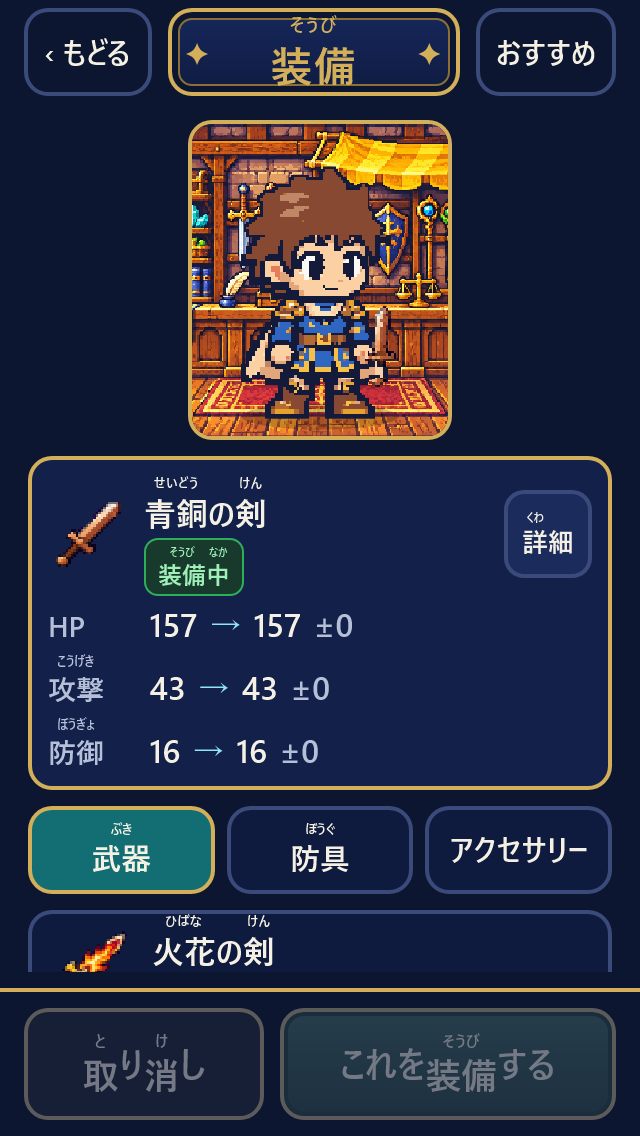 ‹ もどる
そうび
装備
おすすめ
せいどう けん
青銅の剣
そうび なか
装備中
くわ
詳細
HP 157 → 157 ±0
こうげき
攻撃 43 → 43 ±0
ぼうぎょ
防御 16 → 16 ±0
ぶき
武器
ぼうぐ
防具
アクセサリー
ひばな けん
火花の剣
と け
取り消し
そうび
これを装備する